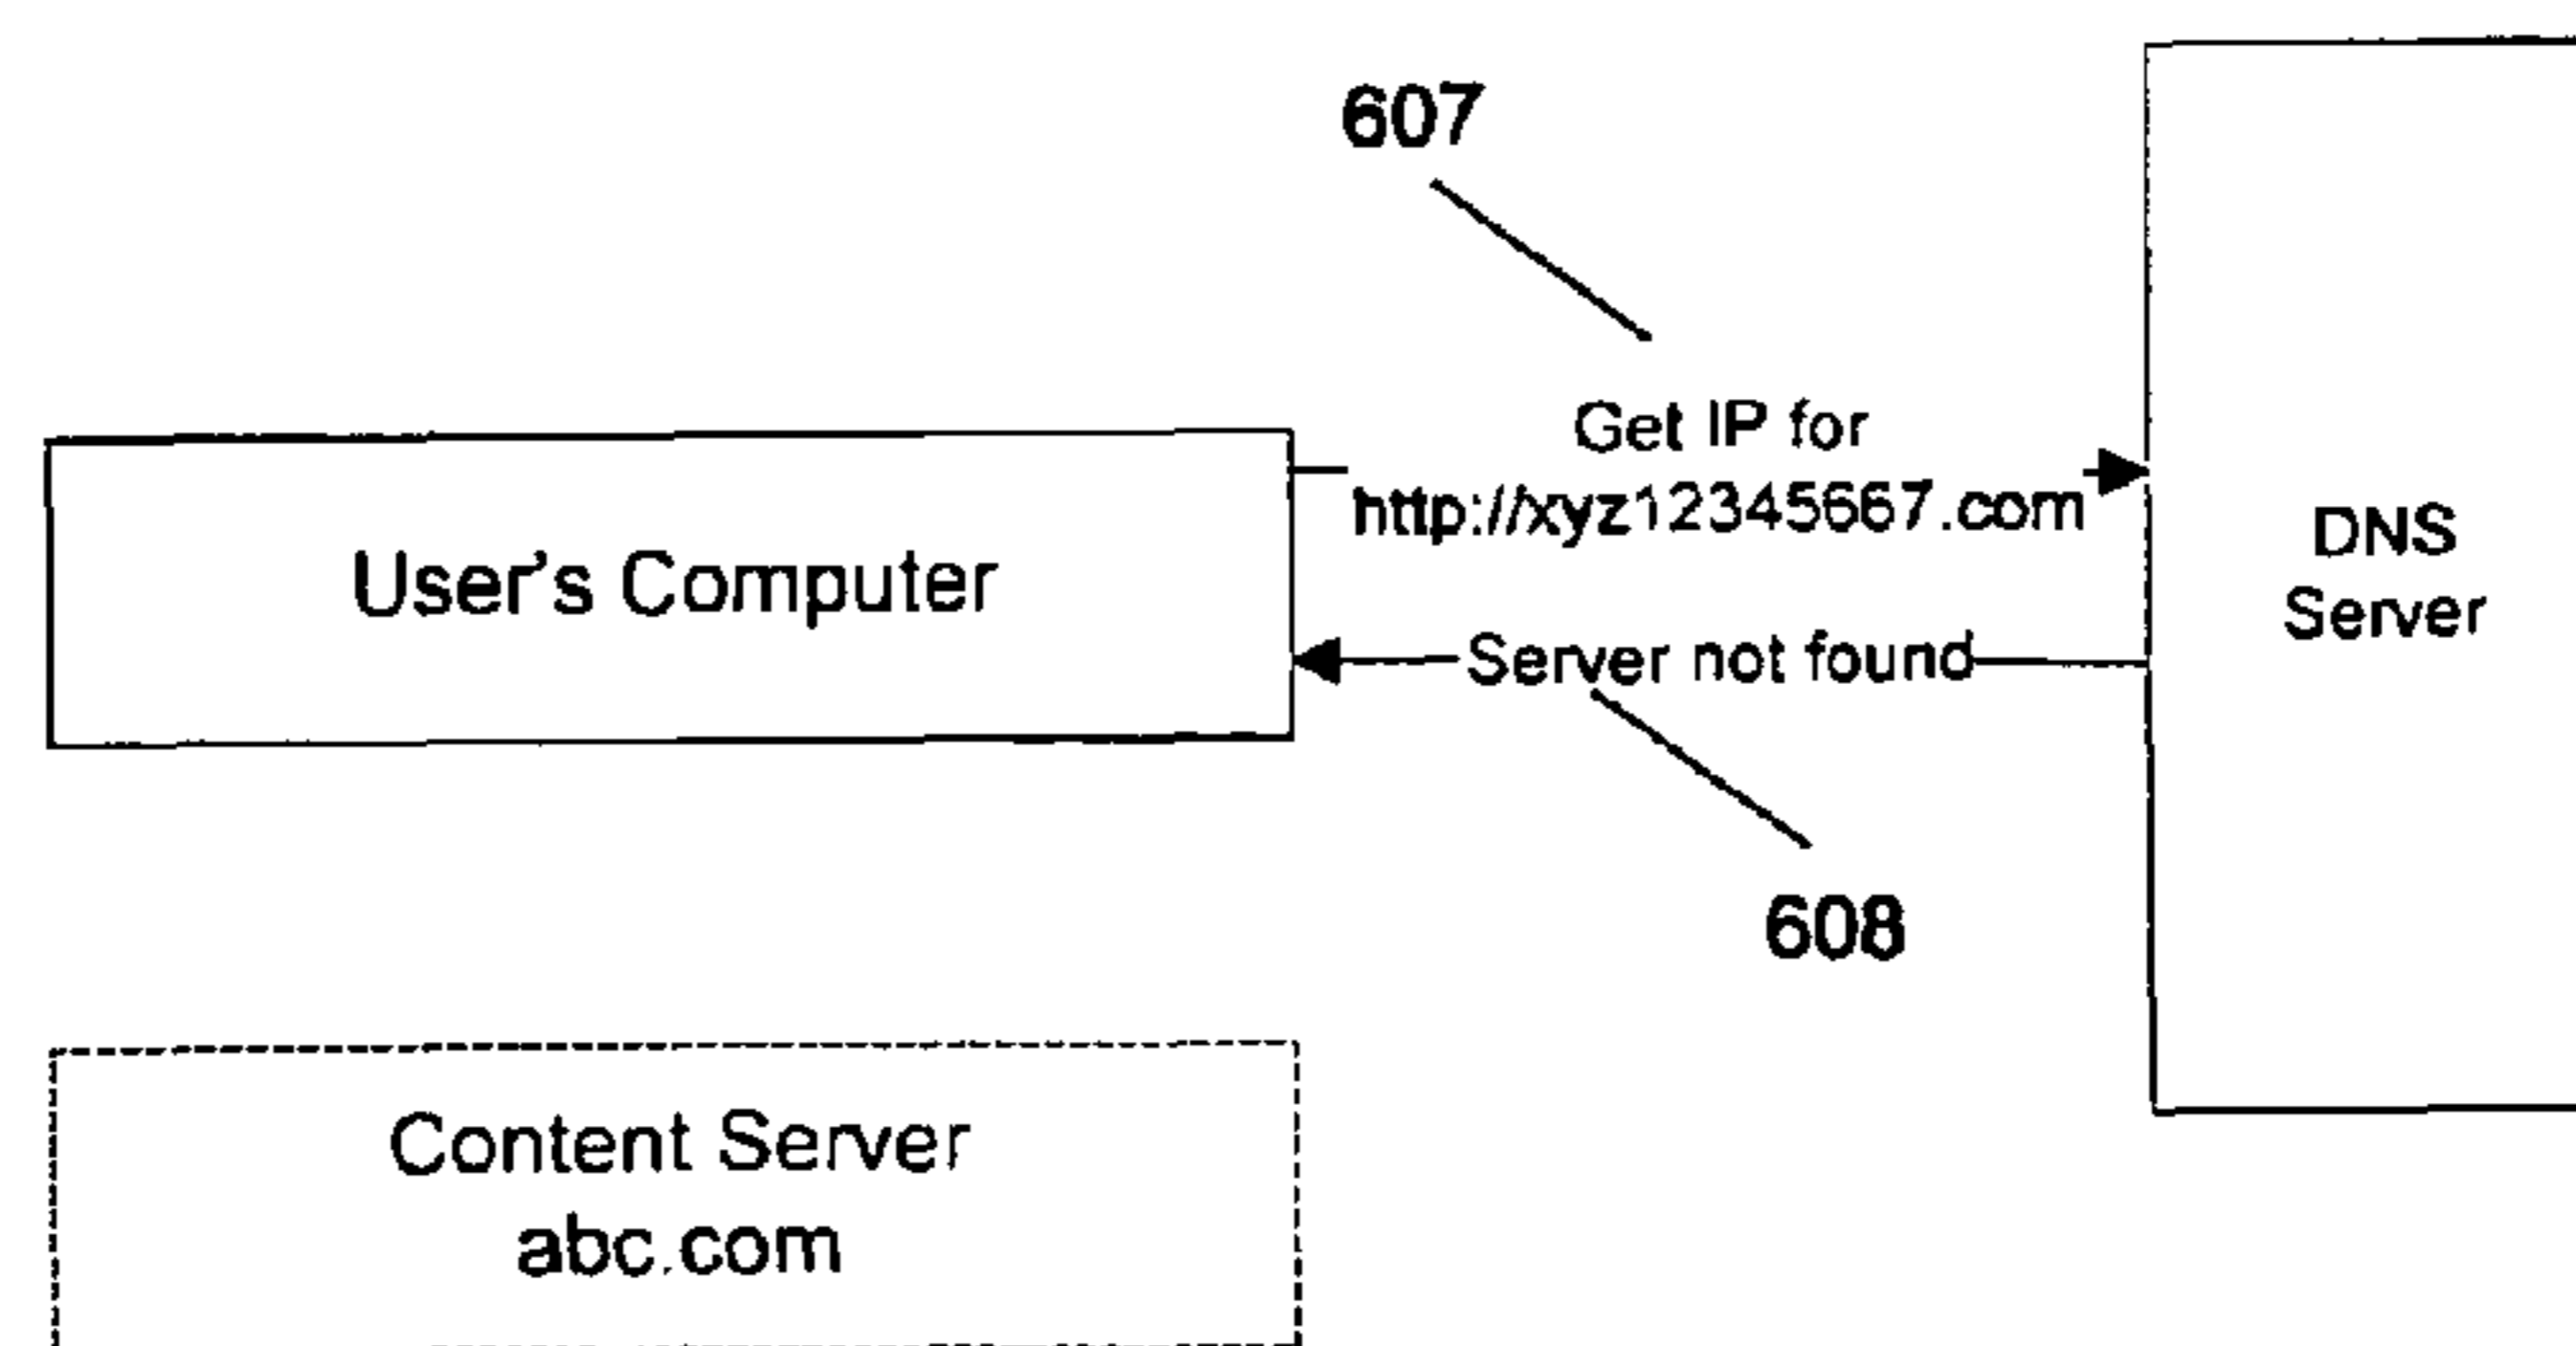 607
Get IP for
http://xyz12345667.com
User's Computer
DNS
Server
Server not found
608
Content Server
abc.com